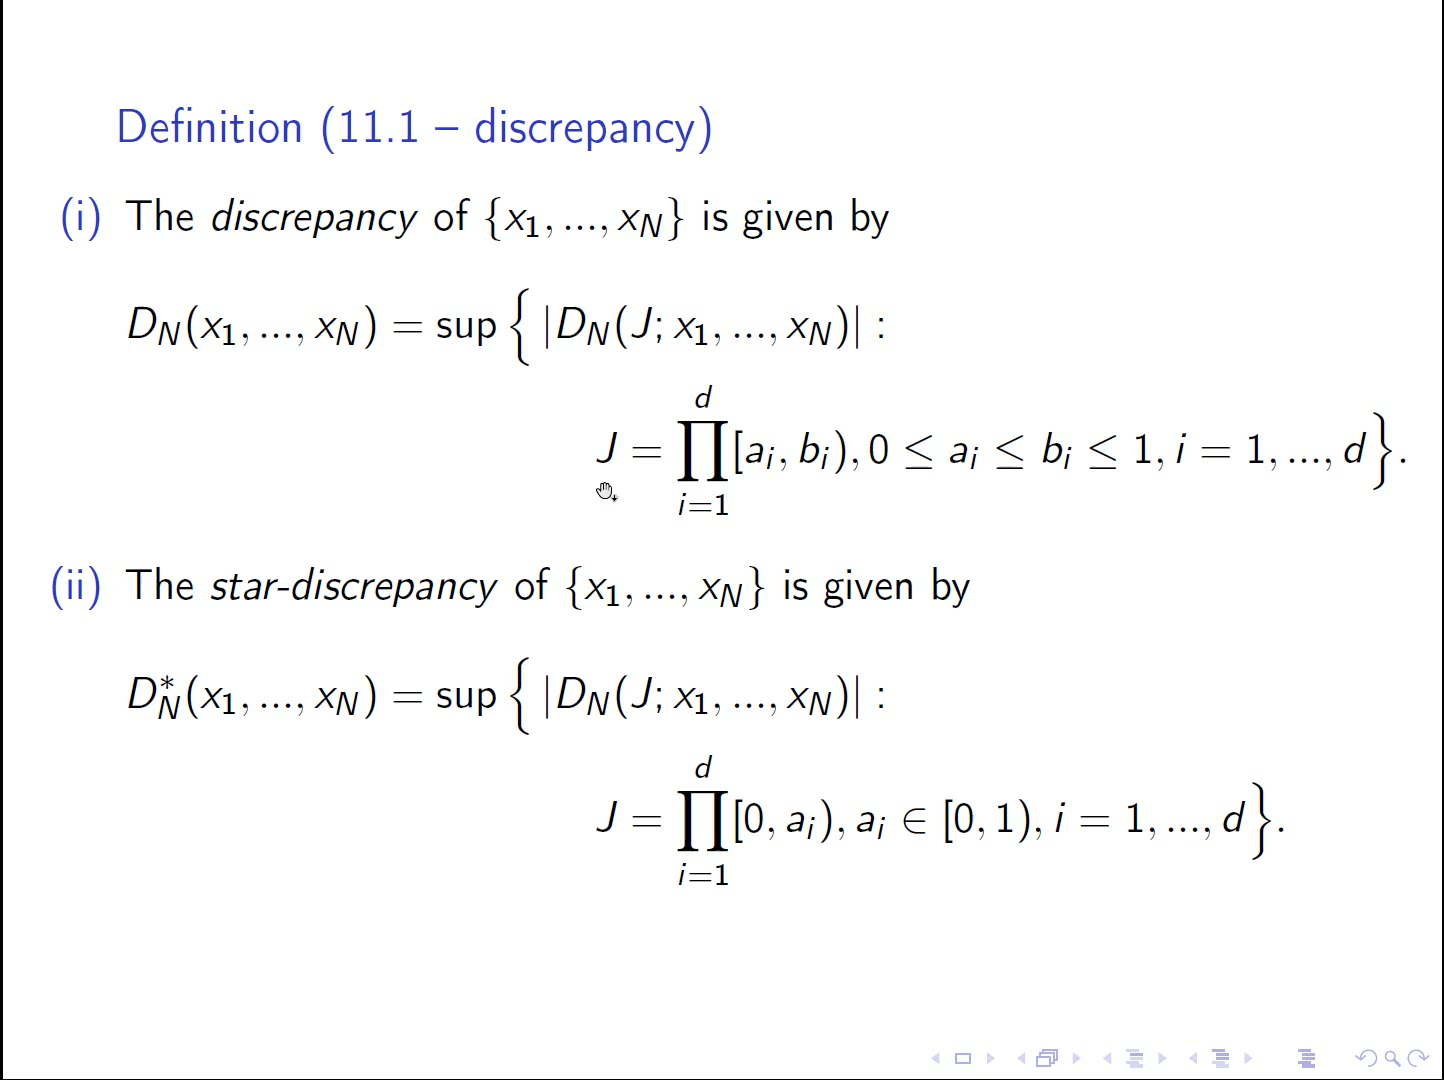 Definition (11.1 – discrepancy)
(i) The discrepancy of {x₁, ..., x_N} is given by
D_N(x₁, ..., x_N) = sup { |D_N(J; x₁, ..., x_N)| :
J = ∏_{i=1}^{d} [a_i, b_i), 0 ≤ a_i ≤ b_i ≤ 1, i = 1, ..., d }.
(ii) The star-discrepancy of {x₁, ..., x_N} is given by
D*_N(x₁, ..., x_N) = sup { |D_N(J; x₁, ..., x_N)| :
J = ∏_{i=1}^{d} [0, a_i), a_i ∈ [0, 1), i = 1, ..., d }.